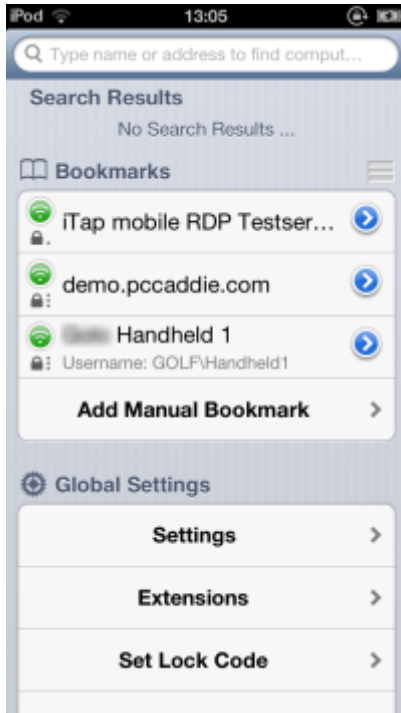 iPod 13:05
Type name or address to find comput...
Search Results
No Search Results ...
Bookmarks
iTap mobile RDP Testser...
demo.pccaddie.com
Handheld 1
Username: GOLF\Handheld1
Add Manual Bookmark
Global Settings
Settings
Extensions
Set Lock Code